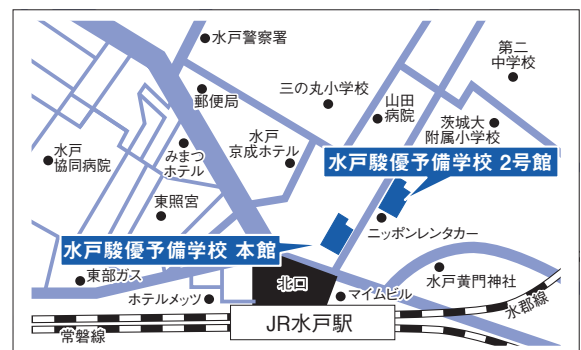 水戸警察署
第二
中学校
三の丸小学校
郵便局
山田
病院
茨城大
附属小学校
水戸
協同病院
みまつ
ホテル
水戸
京成ホテル
水戸駿優予備学校 2号館
東照宮
ニッポンレンタカー
水戸駿優予備学校 本館
東部ガス
北口
水戸黄門神社
ホテルメッツ
マイムビル
水郡線
JR水戸駅
常磐線